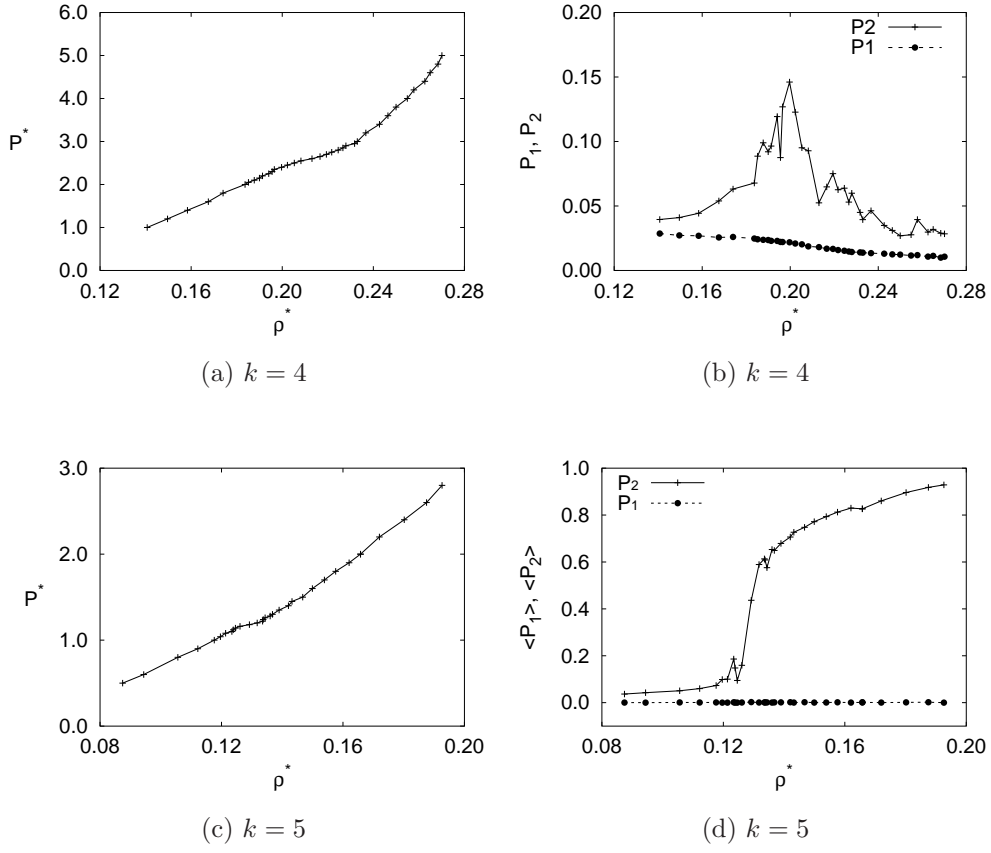 6.0
5.0
4.0
3.0
2.0
1.0
0.0
P*
0.12 0.16 0.20 0.24 0.28
ρ*
(a) k = 4
0.20
0.15
0.10
0.05
0.00
P1, P2
P2
P1
0.12 0.16 0.20 0.24 0.28
ρ*
(b) k = 4
3.0
2.0
1.0
0.0
P*
0.08 0.12 0.16 0.20
ρ*
(c) k = 5
1.0
0.8
0.6
0.4
0.2
0.0
<P1>, <P2>
P2
P1
0.08 0.12 0.16 0.20
ρ*
(d) k = 5